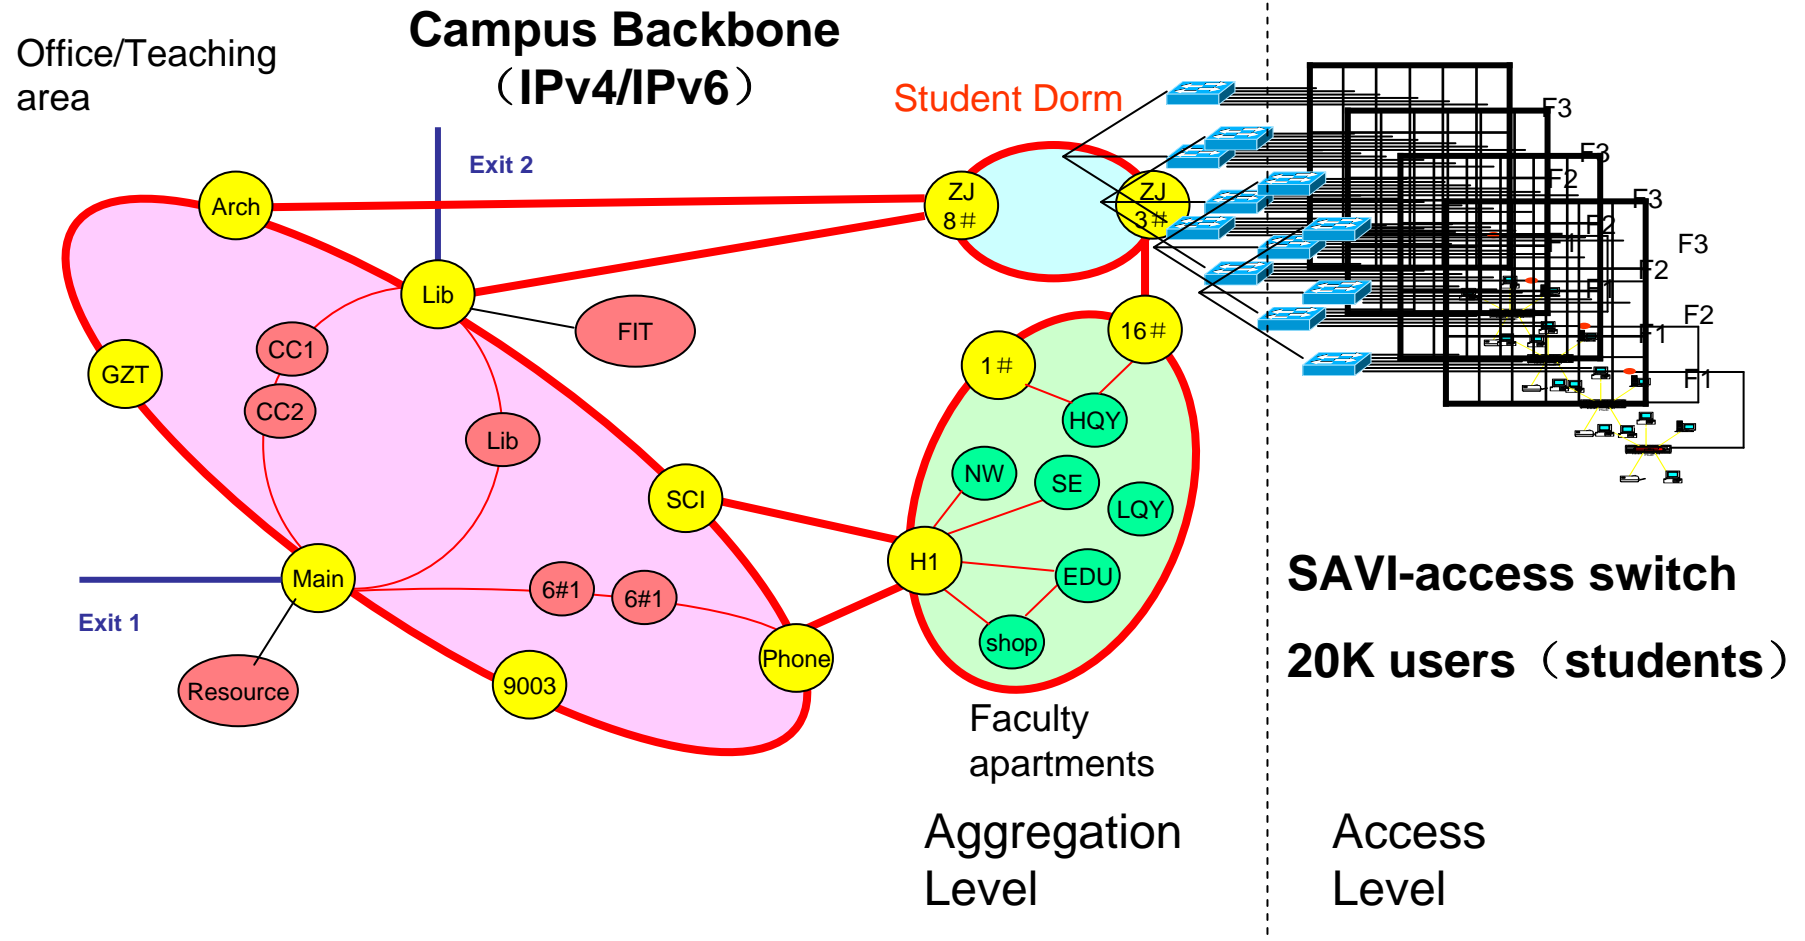 Campus Backbone
（IPv4/IPv6）
Office/Teaching
area
Exit 2
Student Dorm
Arch
Lib
FIT
CC1
CC2
GZT
Lib
SCI
Main
Exit 1
Resource
6#1
6#1
9003
Phone
ZJ
8#
ZJ
3#
16#
1#
HQY
NW
SE
LQY
H1
EDU
shop
Faculty
apartments
F3
F3
F2
F3
F2
F3
F2
F1
F2
F1
F1
SAVI-access switch
20K users（students）
Aggregation
Level
Access
Level